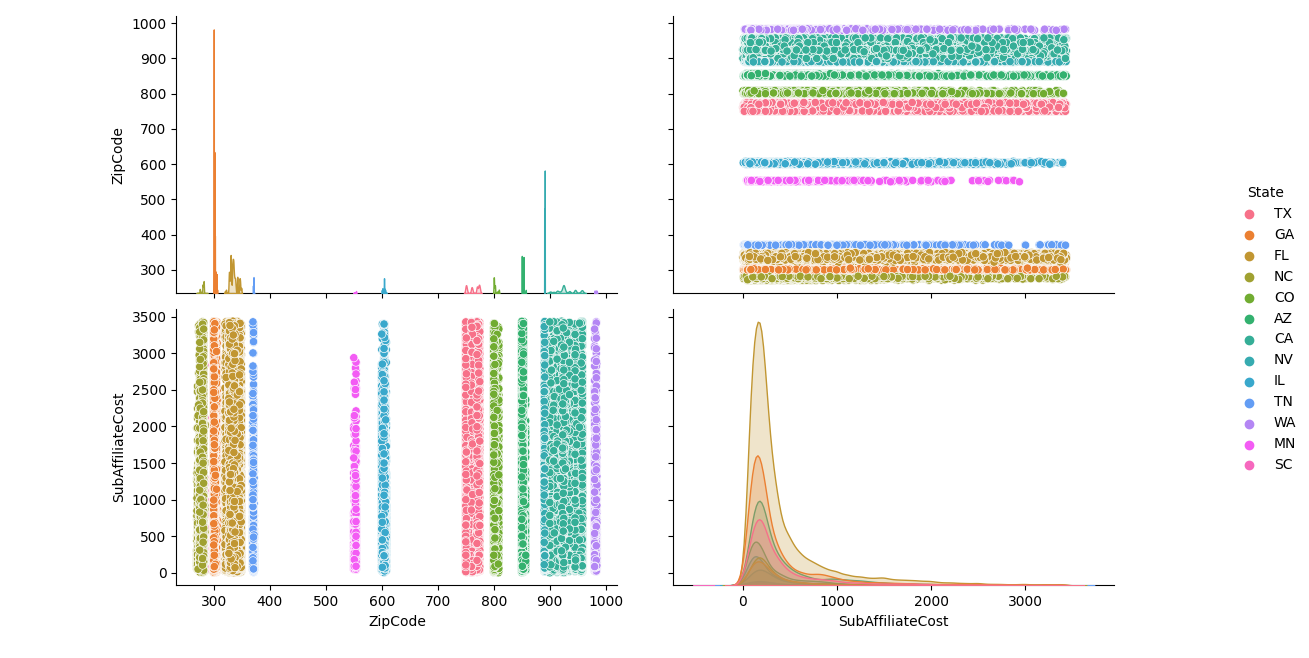 1000
900
800
700
600
500
400
300
ZipCode
3500
3000
2500
2000
1500
1000
500
0
SubAffiliateCost
300 400 500 600 700 800 900 1000
ZipCode
0 1000 2000 3000
SubAffiliateCost
State
TX
GA
FL
NC
CO
AZ
CA
NV
IL
TN
WA
MN
SC